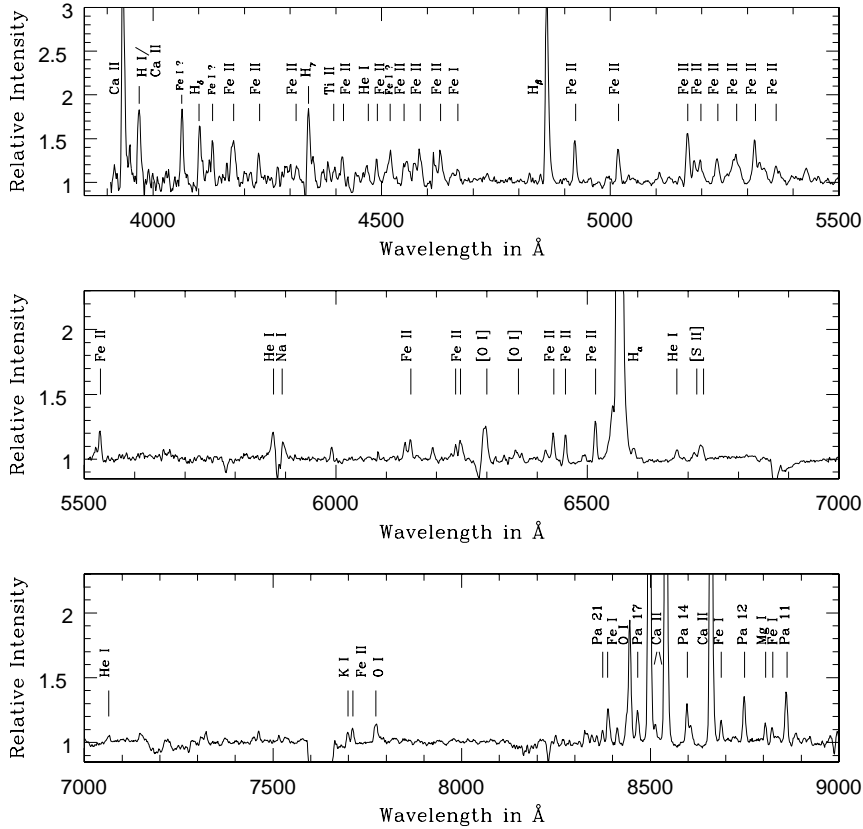 Relative Intensity
3
2.5
2
1.5
1
Ca II
H I/
Ca II
Fe I ?
Hδ
Fe I ?
Fe II
Fe II
Fe II
Hγ
Ti II
Fe II
He I
Fe II
Fe I ?
Fe II
Fe II
Fe II
Fe I
Hβ
Fe II
Fe II
Fe II
Fe II
Fe II
Fe II
Fe II
Fe II
4000
4500
5000
5500
Wavelength in Å
Relative Intensity
2
1.5
1
Fe II
He I
Na I
Fe II
Fe II
[O I]
[O I]
Fe II
Fe II
Fe II
Hα
He I
[S II]
5500
6000
6500
7000
Wavelength in Å
Relative Intensity
2
1.5
1
He I
K I
Fe II
O I
Pa 21
Fe I
O I
Pa 17
Ca II
Pa 14
Ca II
Fe I
Pa 12
Mg I
Fe I
Pa 11
7000
7500
8000
8500
9000
Wavelength in Å